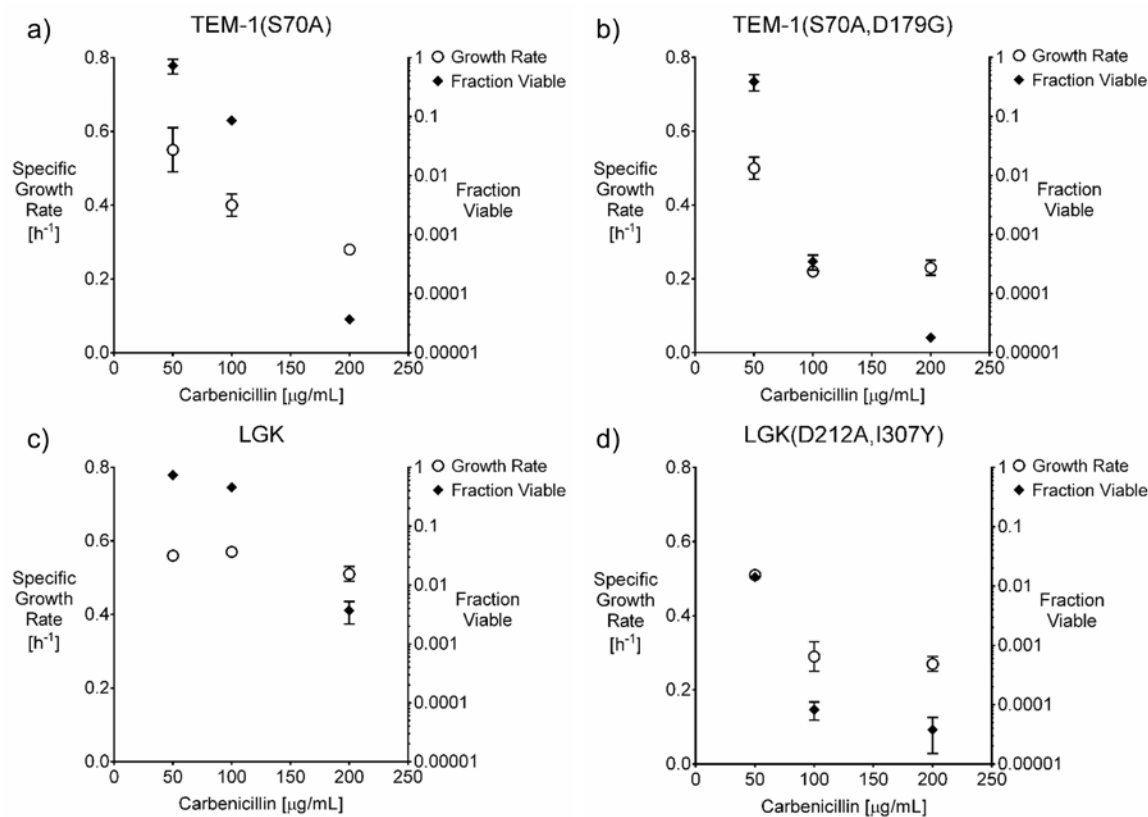 a)
TEM-1(S70A)
Growth Rate
Fraction Viable
0.8
0.6
0.4
0.2
0.0
Specific
Growth
Rate
[h⁻¹]
1
0.1
0.01
0.001
0.0001
0.00001
Fraction
Viable
0 50 100 150 200 250
Carbenicillin [µg/mL]
b)
TEM-1(S70A,D179G)
Growth Rate
Fraction Viable
0.8
0.6
0.4
0.2
0.0
Specific
Growth
Rate
[h⁻¹]
1
0.1
0.01
0.001
0.0001
0.00001
Fraction
Viable
0 50 100 150 200 250
Carbenicillin [µg/mL]
c)
LGK
Growth Rate
Fraction Viable
0.8
0.6
0.4
0.2
0.0
Specific
Growth
Rate
[h⁻¹]
1
0.1
0.01
0.001
0.0001
0.00001
Fraction
Viable
0 50 100 150 200 250
Carbenicillin [µg/mL]
d)
LGK(D212A,I307Y)
Growth Rate
Fraction Viable
0.8
0.6
0.4
0.2
0.0
Specific
Growth
Rate
[h⁻¹]
1
0.1
0.01
0.001
0.0001
0.00001
Fraction
Viable
0 50 100 150 200 250
Carbenicillin [µg/mL]